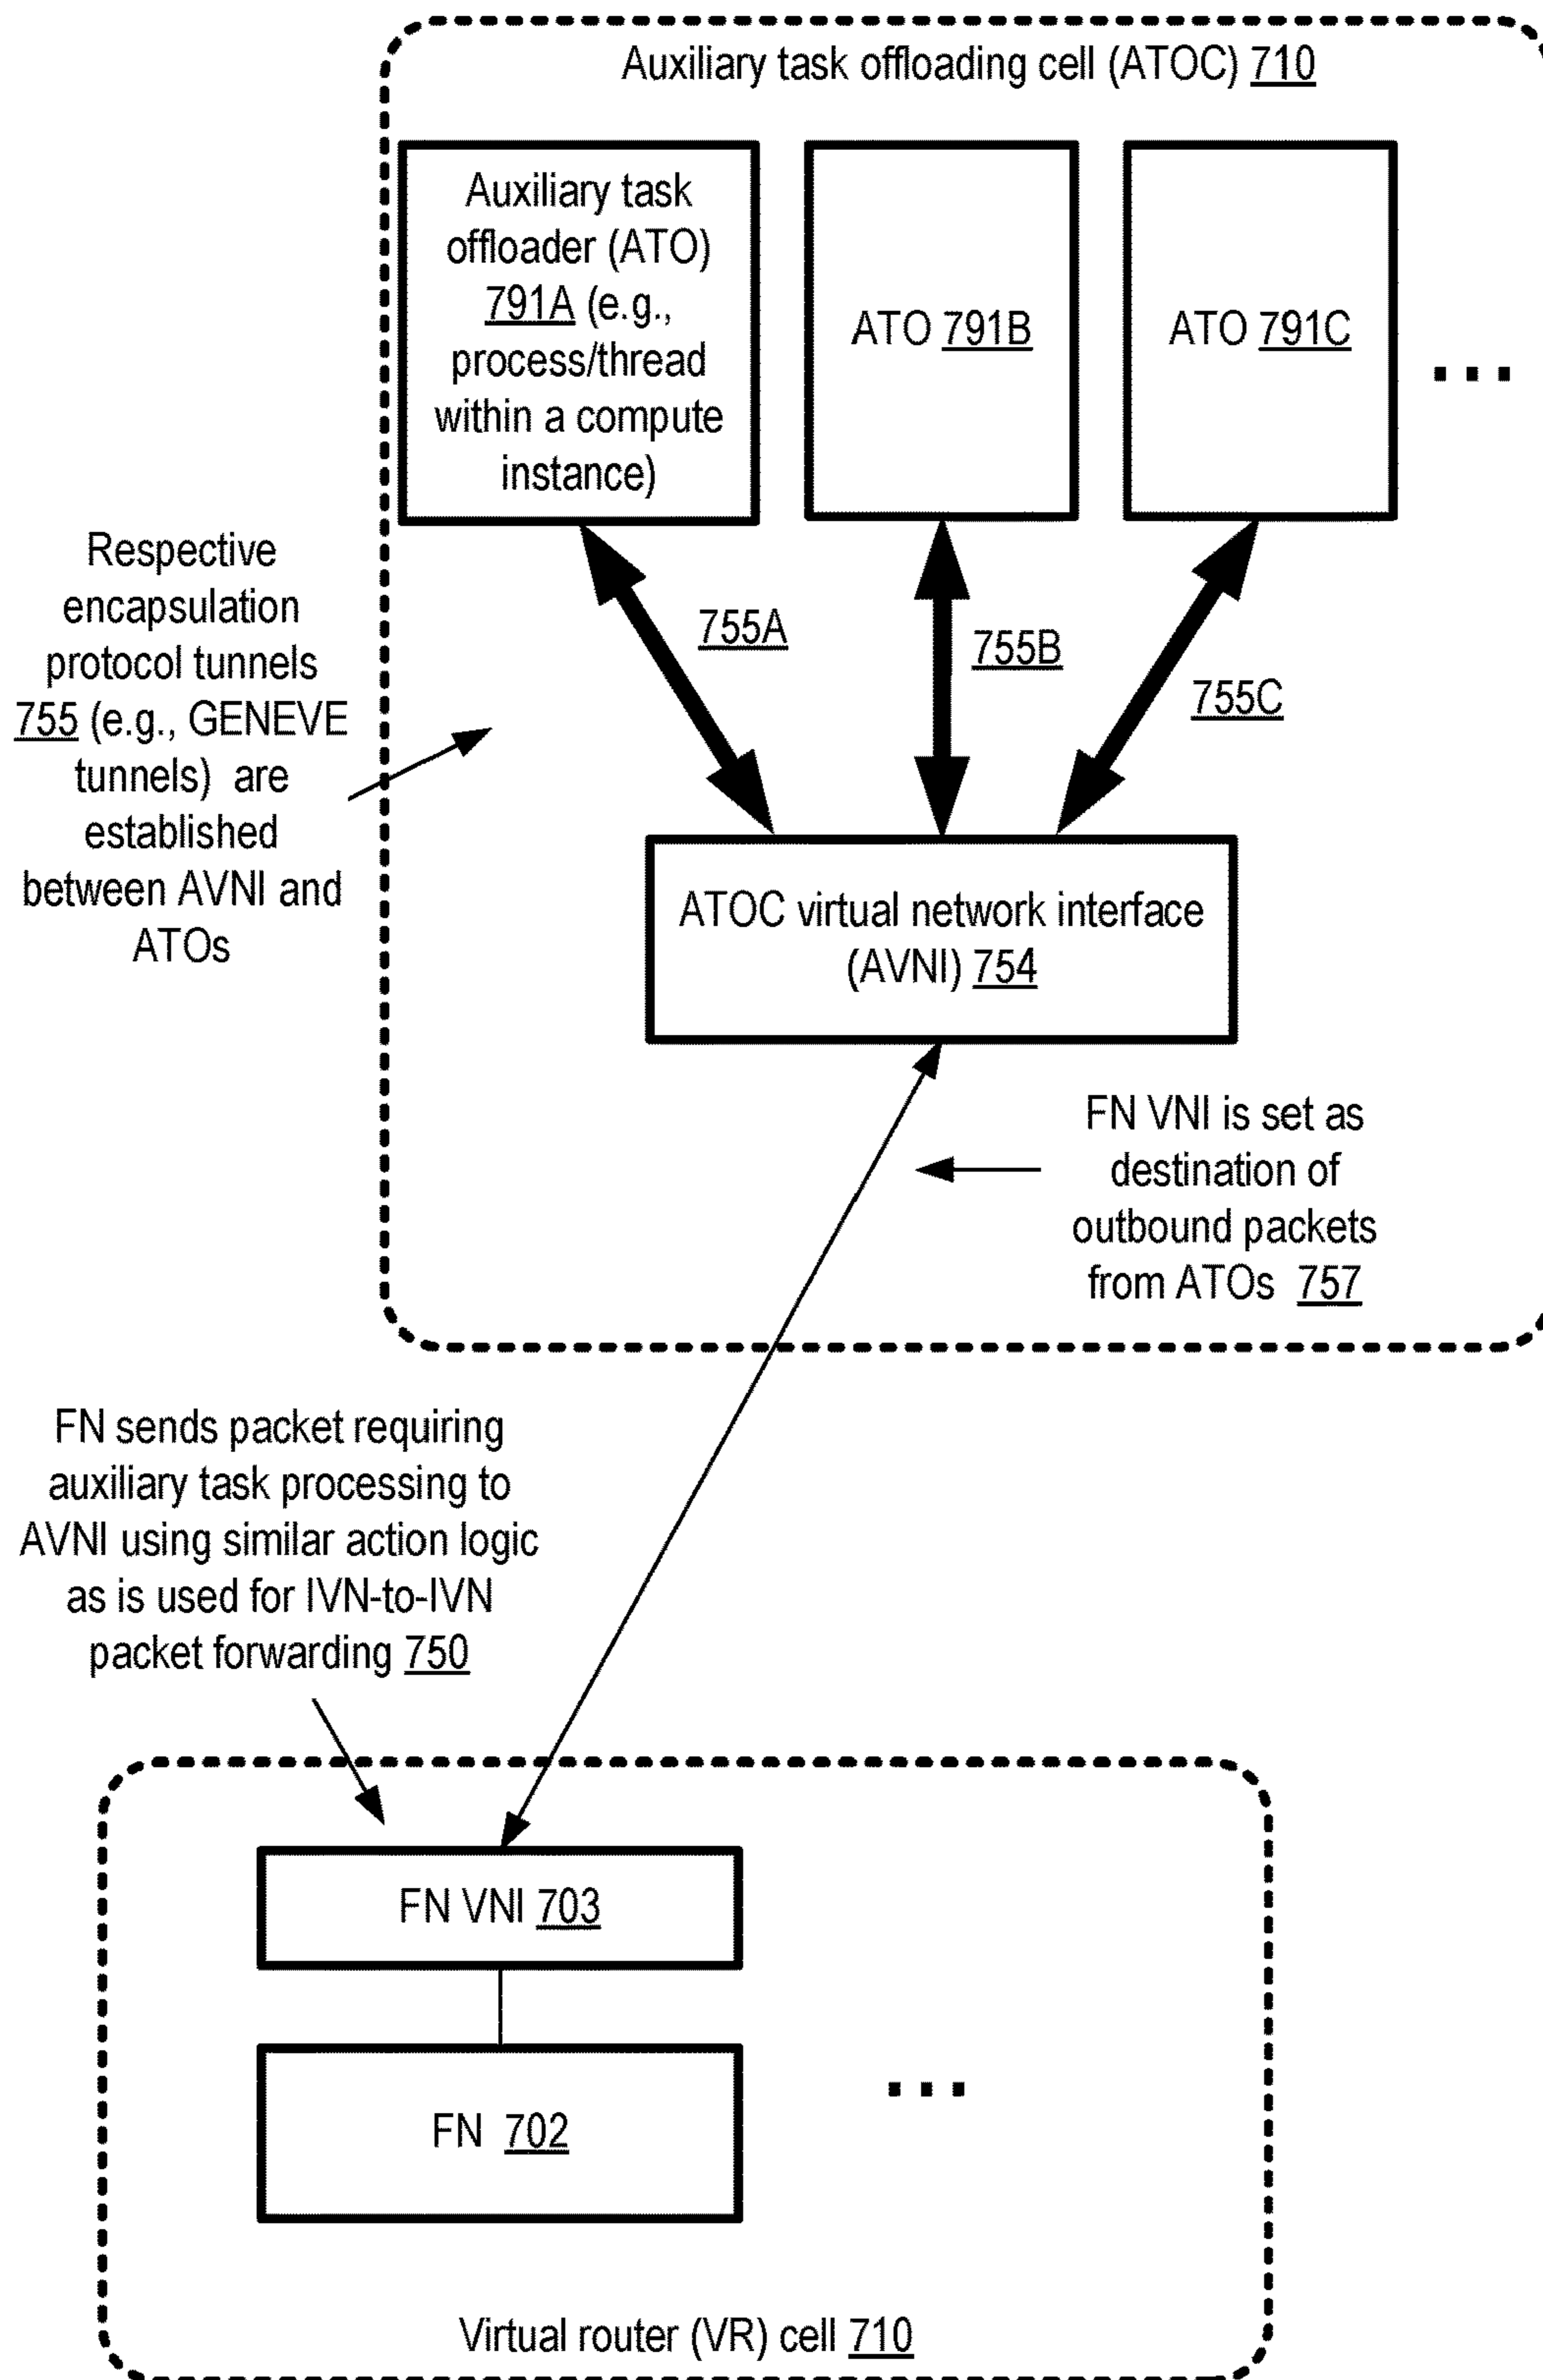 Auxiliary task offloading cell (ATOC) 710
Auxiliary task
offloader (ATO)
791A (e.g.,
process/thread
within a compute
instance)
ATO 791B
ATO 791C
...
Respective
encapsulation
protocol tunnels
755 (e.g., GENEVE
tunnels) are
established
between AVNI and
ATOs
755A
755B
755C
ATOC virtual network interface
(AVNI) 754
FN VNI is set as
destination of
outbound packets
from ATOs 757
FN sends packet requiring
auxiliary task processing to
AVNI using similar action logic
as is used for IVN-to-IVN
packet forwarding 750
FN VNI 703
FN 702
...
Virtual router (VR) cell 710